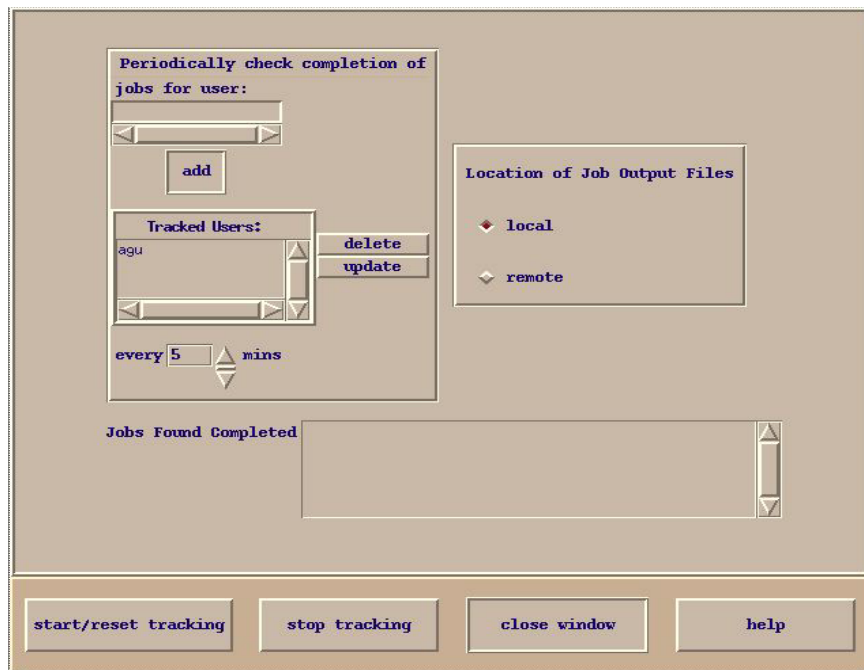 Periodically check completion of
jobs for user:
add
Tracked Users:
agu
delete
update
every 5 mins
Location of Job Output Files
local
remote
Jobs Found Completed
start/reset tracking
stop tracking
close window
help